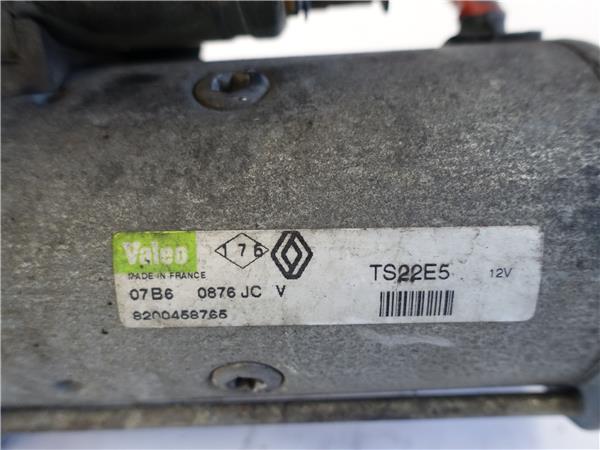 Valeo 176
MADE IN FRANCE TS22E5 12V
07B6 0876 JC V
8200458765